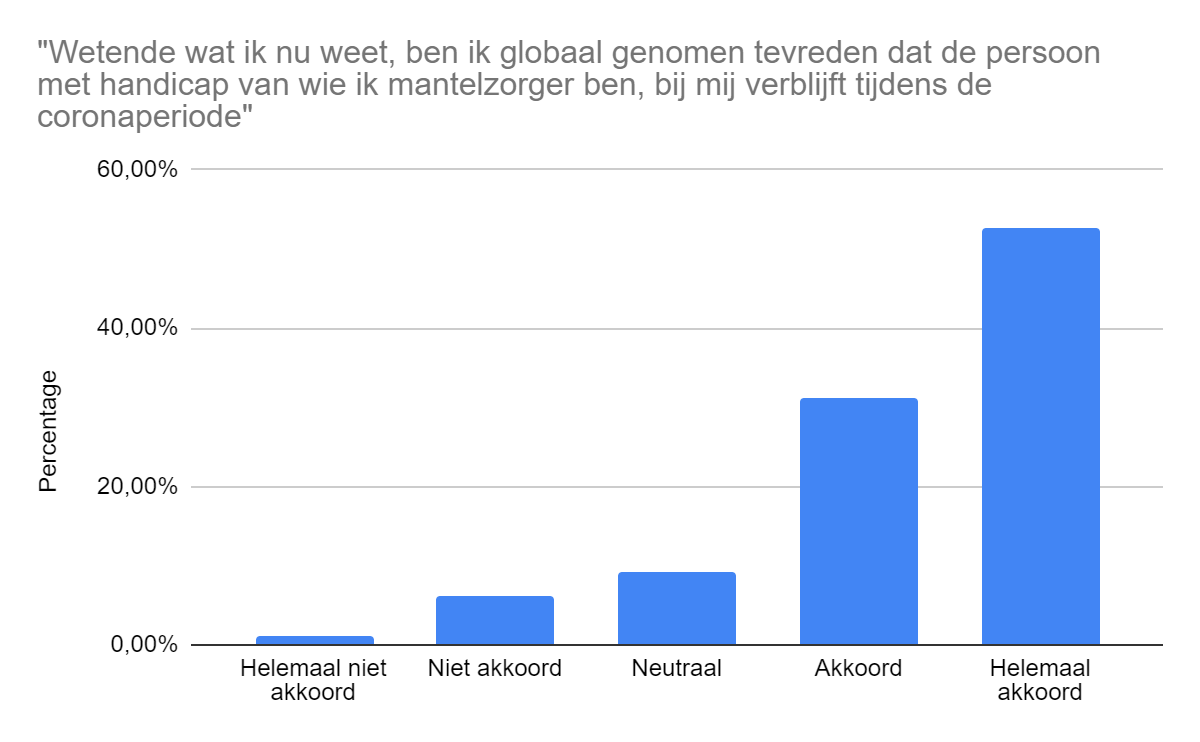 "Wetende wat ik nu weet, ben ik globaal genomen tevreden dat de persoon
met handicap van wie ik mantelzorger ben, bij mij verblijft tijdens de
coronaperiode"
60,00%
40,00%
20,00%
0,00%
Percentage
Helemaal niet
akkoord
Niet akkoord
Neutraal
Akkoord
Helemaal
akkoord